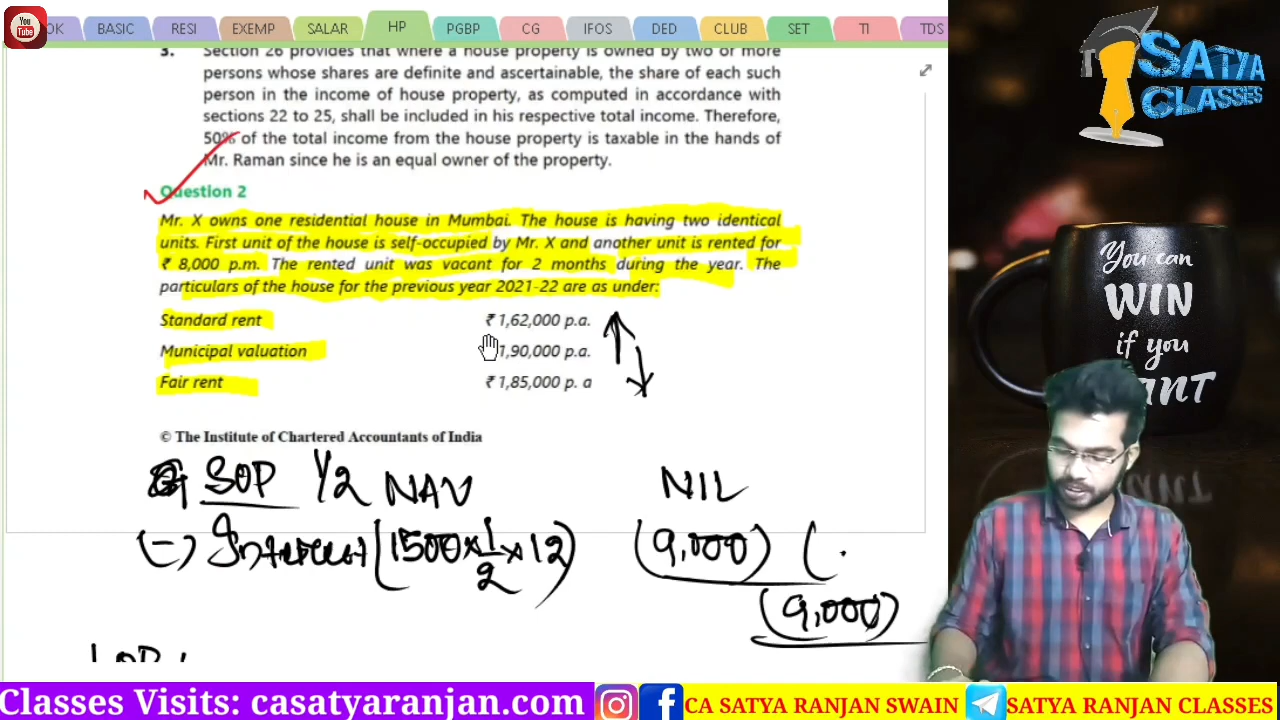 You Tube
OK BASIC RESI EXEMP SALAR HP PGBP CG IFOS DED CLUB SET TI TDS
3. Section 26 provides that where a house property is owned by two or more
persons whose shares are definite and ascertainable, the share of each such
person in the income of house property, as computed in accordance with
sections 22 to 25, shall be included in his respective total income. Therefore,
50% of the total income from the house property is taxable in the hands of
Mr. Raman since he is an equal owner of the property.
Question 2
Mr. X owns one residential house in Mumbai. The house is having two identical
units. First unit of the house is self-occupied by Mr. X and another unit is rented for
₹ 8,000 p.m. The rented unit was vacant for 2 months during the year. The
particulars of the house for the previous year 2021-22 are as under:
Standard rent ₹ 1,62,000 p.a.
Municipal valuation 1,90,000 p.a.
Fair rent ₹ 1,85,000 p. a
© The Institute of Chartered Accountants of India
SOP 1/2 NAV NIL
(-) Interest (1500 × 1/2 × 12) (9,000) (
(9,000)
SATYA
CLASSES
You can
WIN
if you
WANT
Classes Visits: casatyaranjan.com CA SATYA RANJAN SWAIN SATYA RANJAN CLASSES